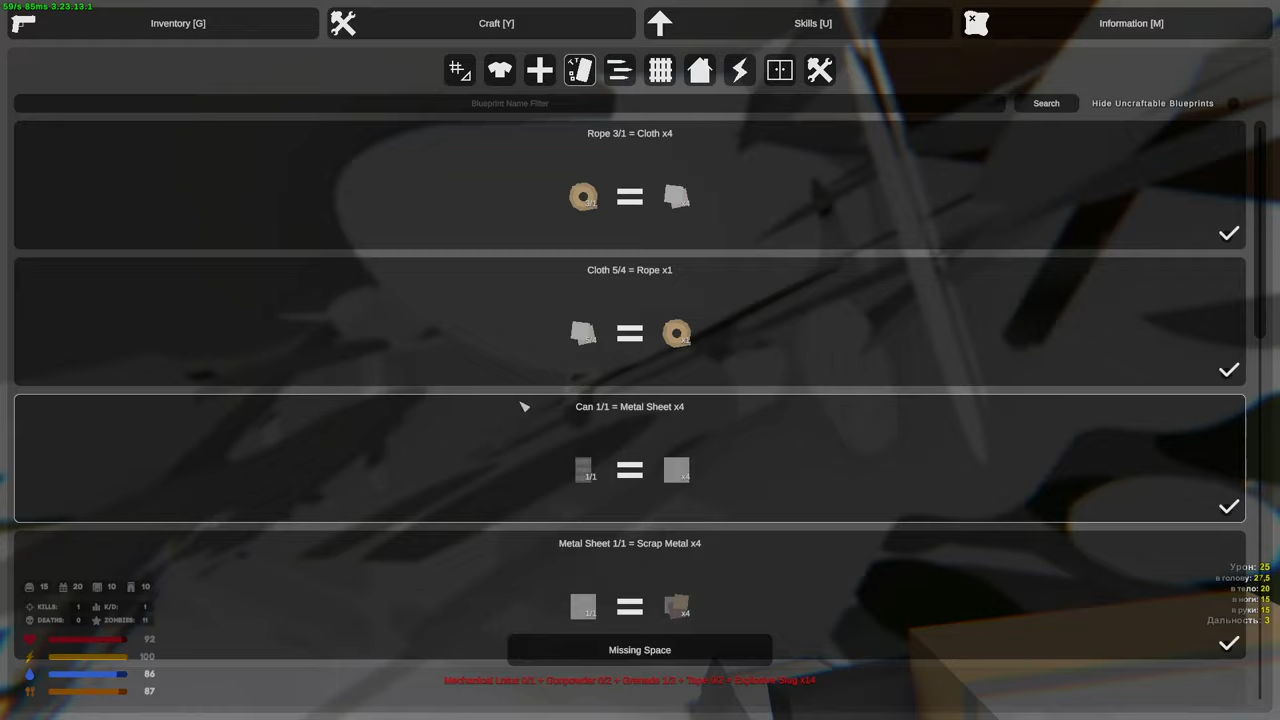 59/s 85ms 3.23.13.1
Inventory [G]
Craft [Y]
Skills [U]
Information [M]
Blueprint Name Filter
Search
Hide Uncraftable Blueprints
Rope 3/1 = Cloth x4
3/1
x4
Cloth 5/4 = Rope x1
5/4
x1
Can 1/1 = Metal Sheet x4
1/1
x4
Metal Sheet 1/1 = Scrap Metal x4
1/1
x4
Missing Space
15 20 10 10
KILLS: 1 K/D: 1
DEATHS: 0 ZOMBIES: 11
92
100
86
87
Урон: 25
в голову: 27,5
в тело: 20
в ноги: 15
в руки: 15
Дальность: 3